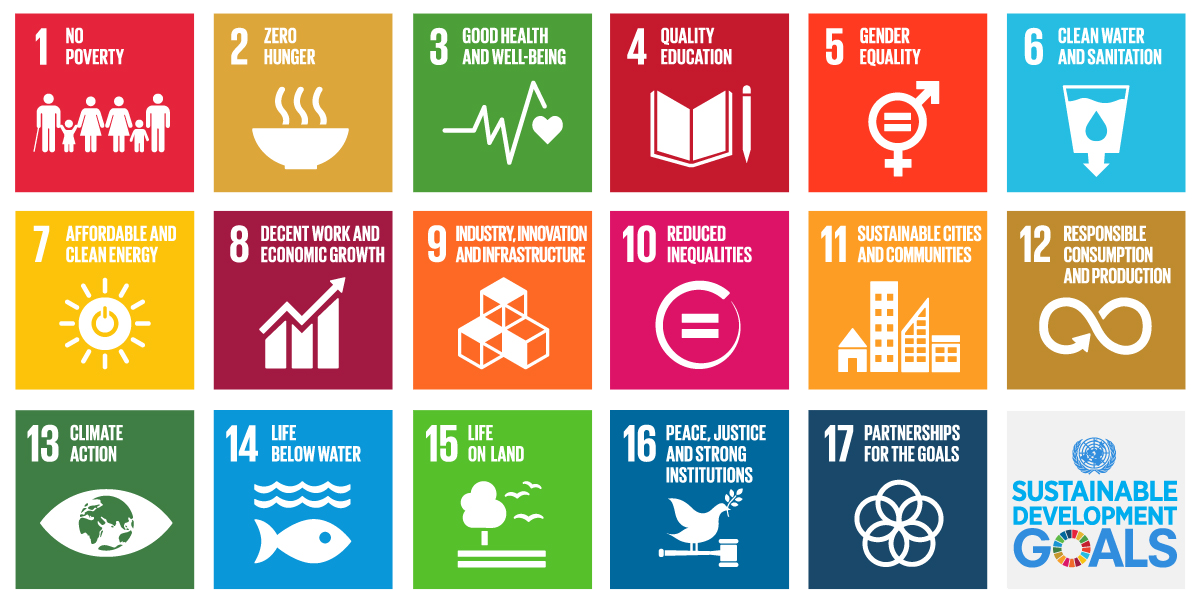 1 NO
POVERTY
2 ZERO
HUNGER
3 GOOD HEALTH
AND WELL-BEING
4 QUALITY
EDUCATION
5 GENDER
EQUALITY
6 CLEAN WATER
AND SANITATION
7 AFFORDABLE AND
CLEAN ENERGY
8 DECENT WORK AND
ECONOMIC GROWTH
9 INDUSTRY, INNOVATION
AND INFRASTRUCTURE
10 REDUCED
INEQUALITIES
11 SUSTAINABLE CITIES
AND COMMUNITIES
12 RESPONSIBLE
CONSUMPTION
AND PRODUCTION
13 CLIMATE
ACTION
14 LIFE
BELOW WATER
15 LIFE
ON LAND
16 PEACE, JUSTICE
AND STRONG
INSTITUTIONS
17 PARTNERSHIPS
FOR THE GOALS
SUSTAINABLE
DEVELOPMENT
GOALS